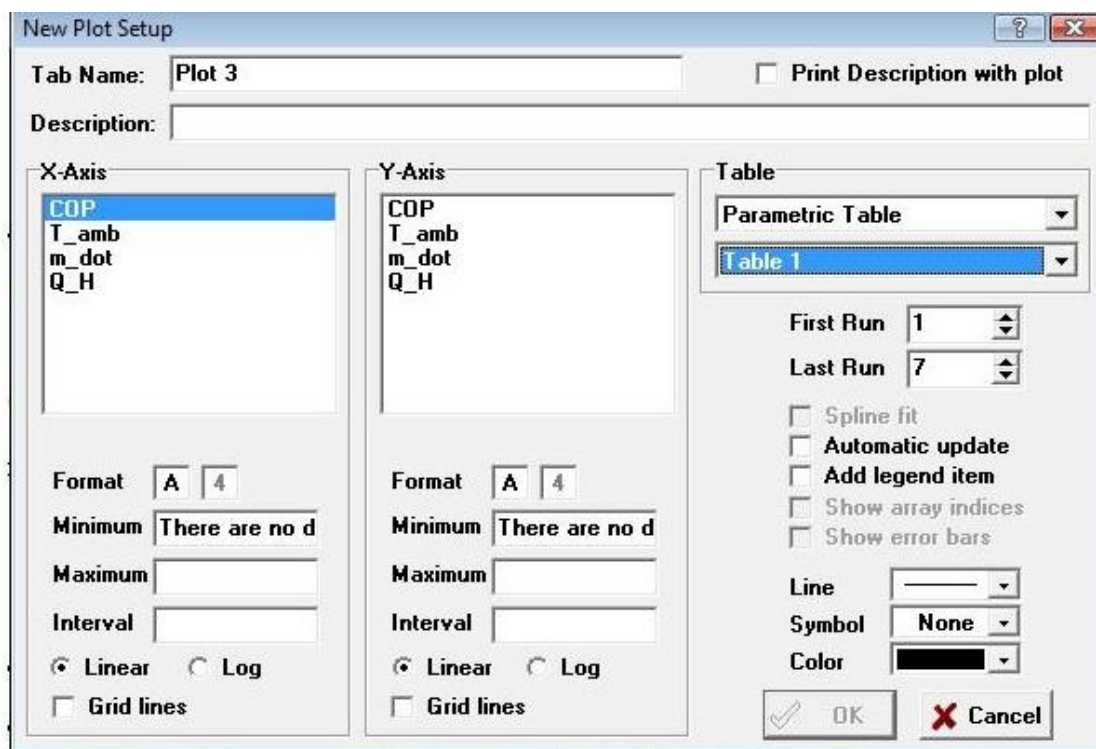 New Plot Setup
Tab Name: Plot 3
Print Description with plot
Description:
X-Axis
COP
T_amb
m_dot
Q_H
Format A 4
Minimum There are no d
Maximum
Interval
Linear Log
Grid lines
Y-Axis
COP
T_amb
m_dot
Q_H
Format A 4
Minimum There are no d
Maximum
Interval
Linear Log
Grid lines
Table
Parametric Table
Table 1
First Run 1
Last Run 7
Spline fit
Automatic update
Add legend item
Show array indices
Show error bars
Line
Symbol None
Color
OK Cancel